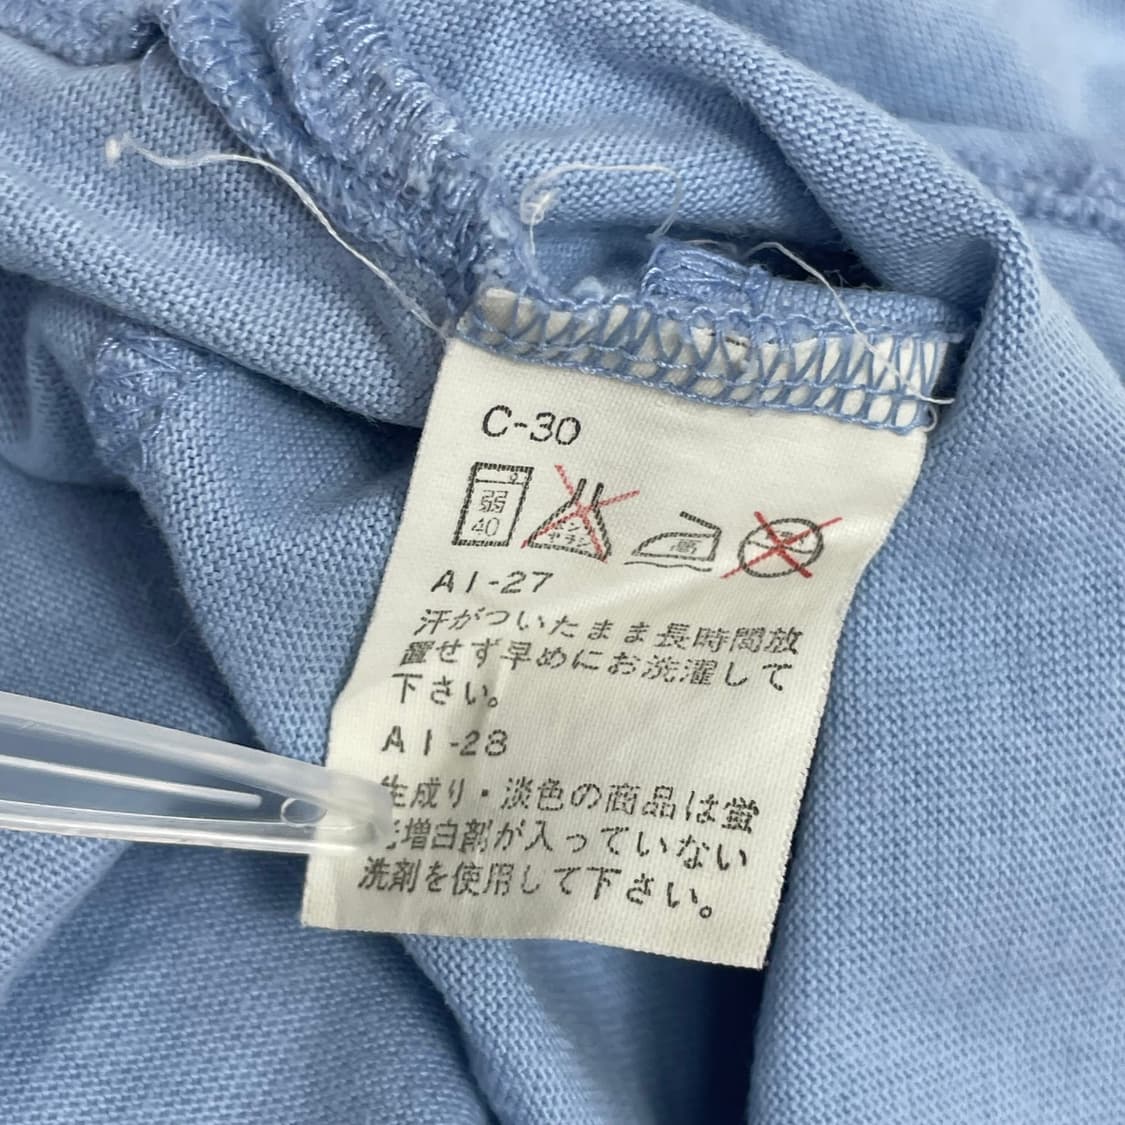 C-30
弱
40
エンソ
サラシ
高
A1-27
汗がついたまま長時間放
置せず早めにお洗濯して
下さい。
A1-28
生成り・淡色の商品は蛍
光増白剤が入っていない
洗剤を使用して下さい。